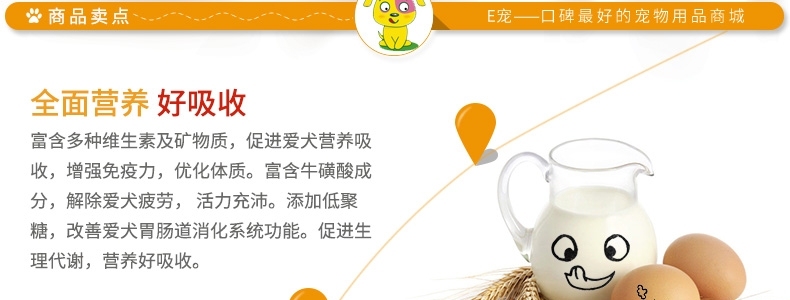 商品卖点
E宠——口碑最好的宠物用品商城
全面营养 好吸收
富含多种维生素及矿物质，促进爱犬营养吸
收，增强免疫力，优化体质。富含牛磺酸成
分，解除爱犬疲劳， 活力充沛。添加低聚
糖，改善爱犬胃肠道消化系统功能。促进生
理代谢，营养好吸收。